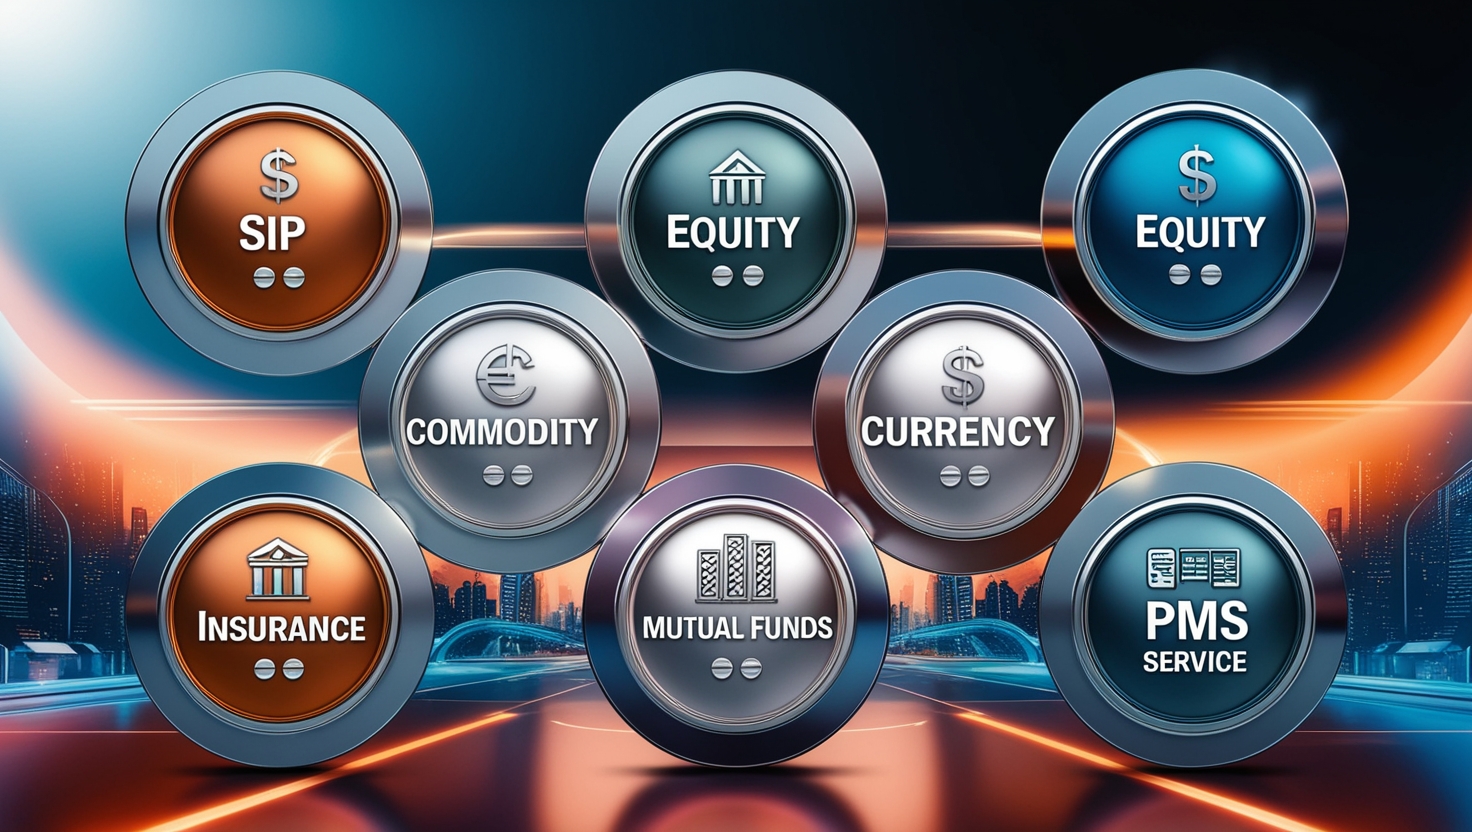 $
SIP
EQUITY
$
EQUITY
€
COMMODITY
$
CURRENCY
INSURANCE
MUTUAL FUNDS
PMS
SERVICE